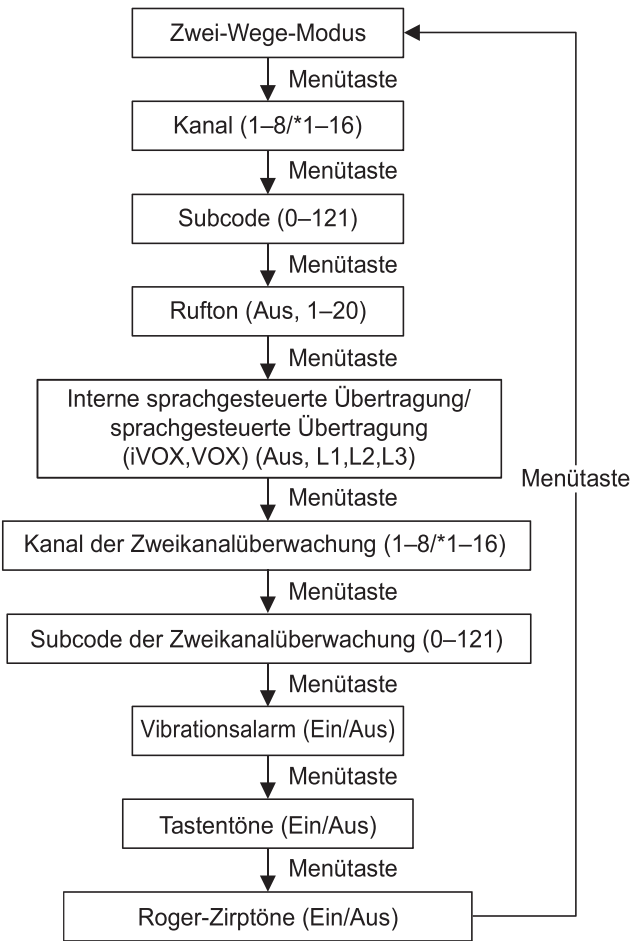 Zwei-Wege-Modus
Menütaste
Kanal (1–8/*1–16)
Menütaste
Subcode (0–121)
Menütaste
Rufton (Aus, 1–20)
Menütaste
Interne sprachgesteuerte Übertragung/
sprachgesteuerte Übertragung
(iVOX,VOX) (Aus, L1,L2,L3)
Menütaste
Menütaste
Kanal der Zweikanalüberwachung (1–8/*1–16)
Menütaste
Subcode der Zweikanalüberwachung (0–121)
Menütaste
Vibrationsalarm (Ein/Aus)
Menütaste
Tastentöne (Ein/Aus)
Menütaste
Roger-Zirptöne (Ein/Aus)